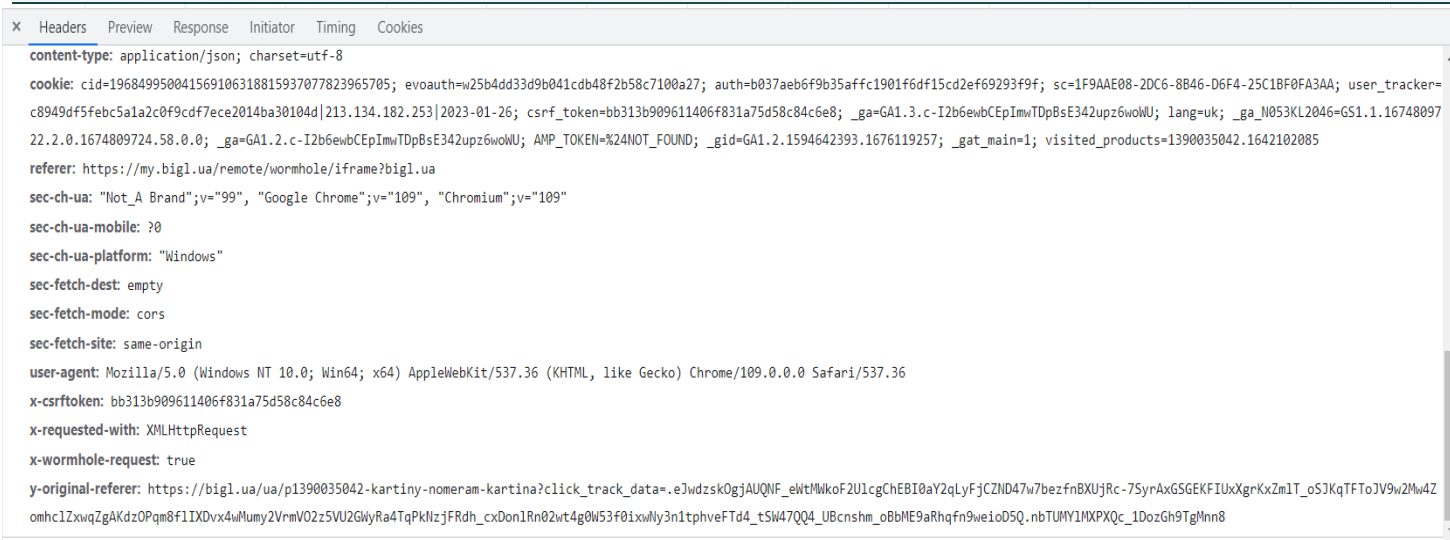 × Headers Preview Response Initiator Timing Cookies
content-type: application/json; charset=utf-8
cookie: cid=196849950041569106318815937077823965705; evoauth=w25b4dd33d9b041cdb48f2b58c7100a27; auth=b037aeb6f9b35affc1901f6df15cd2ef69293f9f; sc=1F9AAE08-2DC6-8B46-D6F4-25C1BF0FA3AA; user_tracker=
c8949df5febc5a1a2c0f9cdf7ece2014ba30104d|213.134.182.253|2023-01-26; csrf_token=bb313b909611406f831a75d58c84c6e8; _ga=GA1.3.c-I2b6ewbCEpImwTDpBsE342upz6woWU; lang=uk; _ga_N053KL2046=GS1.1.16748097
22.2.0.1674809724.58.0.0; _ga=GA1.2.c-I2b6ewbCEpImwTDpBsE342upz6woWU; AMP_TOKEN=%24NOT_FOUND; _gid=GA1.2.1594642393.1676119257; _gat_main=1; visited_products=1390035042.1642102085
referer: https://my.bigl.ua/remote/wormhole/iframe?bigl.ua
sec-ch-ua: "Not_A Brand";v="99", "Google Chrome";v="109", "Chromium";v="109"
sec-ch-ua-mobile: ?0
sec-ch-ua-platform: "Windows"
sec-fetch-dest: empty
sec-fetch-mode: cors
sec-fetch-site: same-origin
user-agent: Mozilla/5.0 (Windows NT 10.0; Win64; x64) AppleWebKit/537.36 (KHTML, like Gecko) Chrome/109.0.0.0 Safari/537.36
x-csrftoken: bb313b909611406f831a75d58c84c6e8
x-requested-with: XMLHttpRequest
x-wormhole-request: true
y-original-referer: https://bigl.ua/ua/p1390035042-kartiny-nomeram-kartina?click_track_data=.eJwdzskOgjAUQNF_eWtMWkoF2UlcgChEBI0aY2qLyFjCZND47w7bezfnBXUjRc-7SyrAxGSGEKFIUxXgrKxZmlT_oSJKqTFToJV9w2Mw4Z
omhclZxwqZgAKdzOPqm8flIXDvx4wMumy2VrmVO2z5VU2GWyRa4TqPkNzjFRdh_cxDonlRn02wt4g0W53f0ixwNy3n1tphveFTd4_tSW47QQ4_UBcnshm_oBbME9aRhqfn9weioD5Q.nbTUMYlMXPXQc_1DozGh9TgMnn8